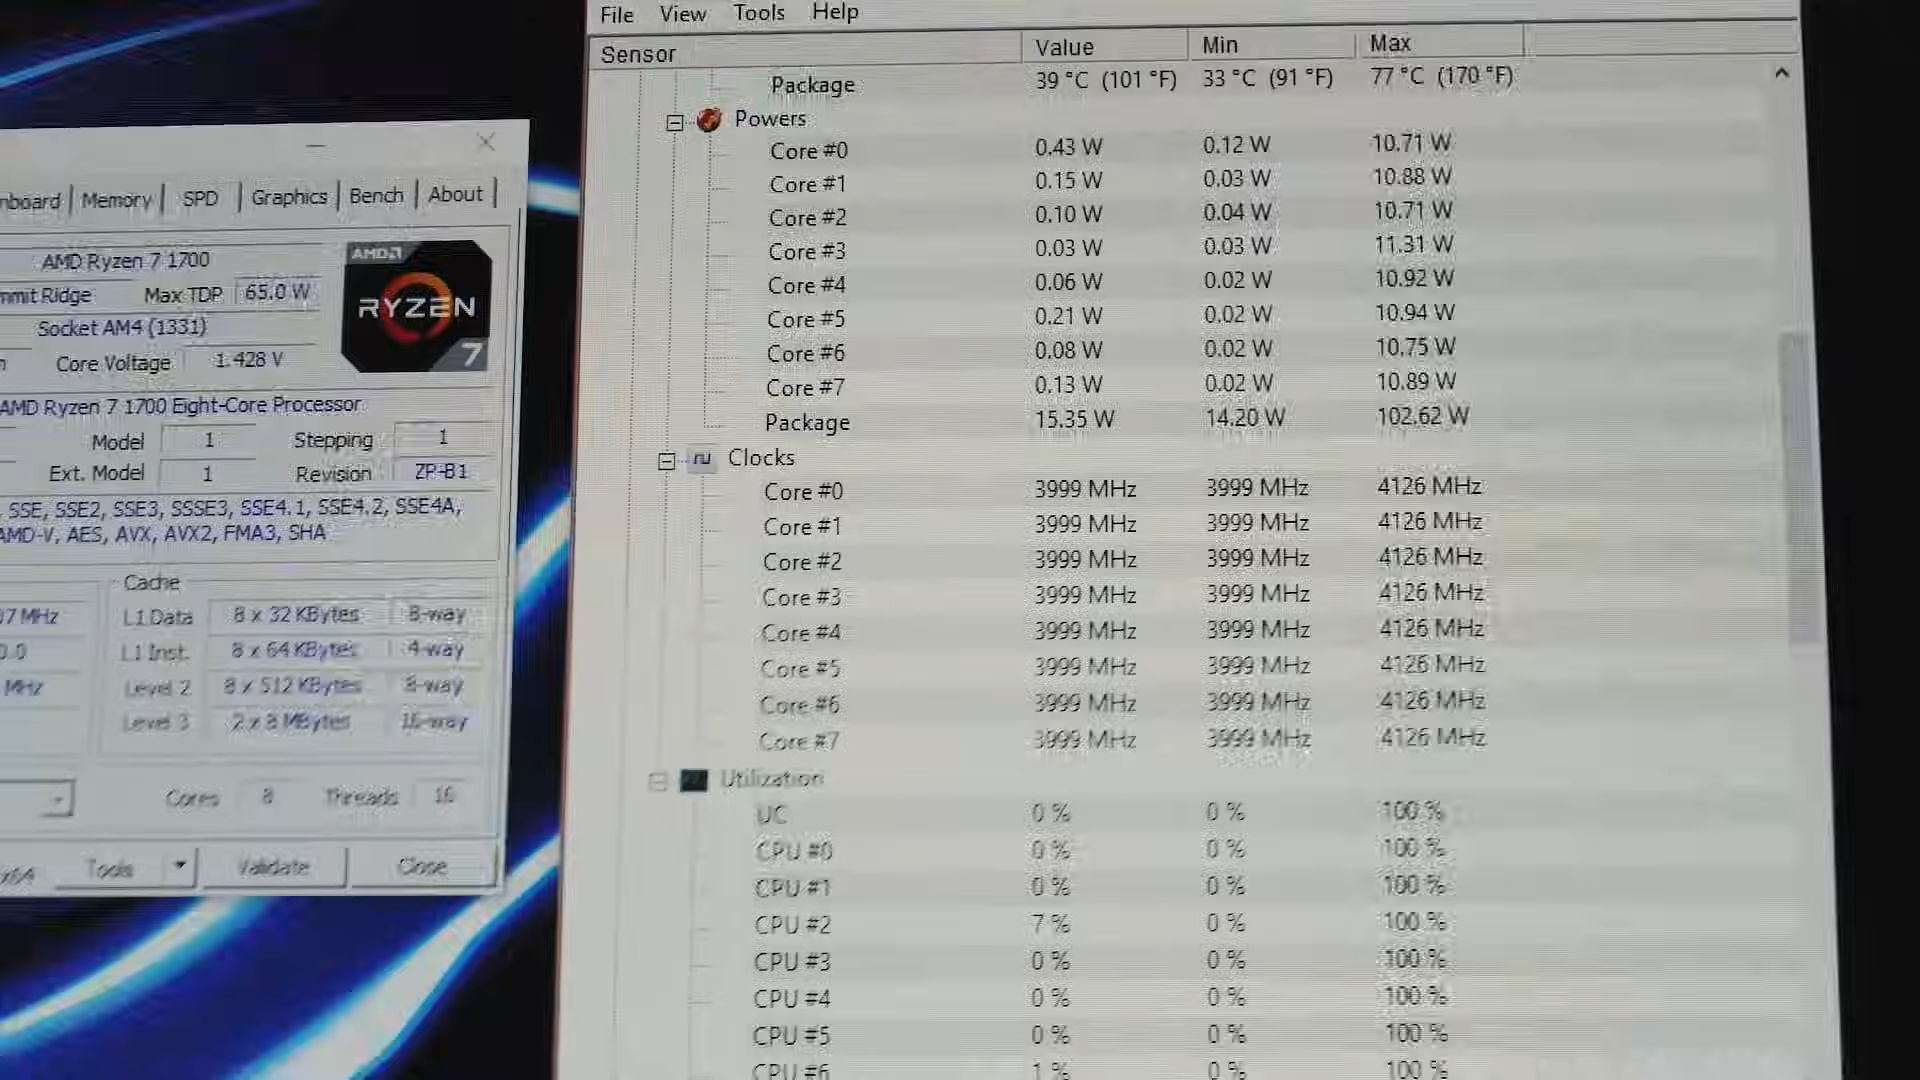 File View Tools Help
Sensor Value Min Max
Package 39 °C (101 °F) 33 °C (91 °F) 77 °C (170 °F)
Powers
Core #0 0.43 W 0.12 W 10.71 W
Core #1 0.15 W 0.03 W 10.88 W
Core #2 0.10 W 0.04 W 10.71 W
Core #3 0.03 W 0.03 W 11.31 W
Core #4 0.06 W 0.02 W 10.92 W
Core #5 0.21 W 0.02 W 10.94 W
Core #6 0.08 W 0.02 W 10.75 W
Core #7 0.13 W 0.02 W 10.89 W
Package 15.35 W 14.20 W 102.62 W
Clocks
Core #0 3999 MHz 3999 MHz 4126 MHz
Core #1 3999 MHz 3999 MHz 4126 MHz
Core #2 3999 MHz 3999 MHz 4126 MHz
Core #3 3999 MHz 3999 MHz 4126 MHz
Core #4 3999 MHz 3999 MHz 4126 MHz
Core #5 3999 MHz 3999 MHz 4126 MHz
Core #6 3999 MHz 3999 MHz 4126 MHz
Core #7 3999 MHz 3999 MHz 4126 MHz
Utilization
UC 0 % 0 % 100 %
CPU #0 0 % 0 % 100 %
CPU #1 0 % 0 % 100 %
CPU #2 7 % 0 % 100 %
CPU #3 0 % 0 % 100 %
CPU #4 0 % 0 % 100 %
CPU #5 0 % 0 % 100 %
CPU #6 1 % 0 % 100 %
nboard Memory SPD Graphics Bench About
AMD Ryzen 7 1700
mmit Ridge Max TDP 65.0 W
Socket AM4 (1331)
Core Voltage 1.428 V
AMD
RYZEN
7
AMD Ryzen 7 1700 Eight-Core Processor
Model 1 Stepping 1
Ext. Model 1 Revision ZP-B1
, SSE, SSE2, SSE3, SSSE3, SSE4.1, SSE4.2, SSE4A,
AMD-V, AES, AVX, AVX2, FMA3, SHA
Cache
7 MHz L1 Data 8 x 32 KBytes 8-way
0.0 L1 Inst. 8 x 64 KBytes 4-way
MHz Level 2 8 x 512 KBytes 8-way
Level 3 2 x 8 MBytes 16-way
Cores 8 Threads 16
x64 Tools Validate Close